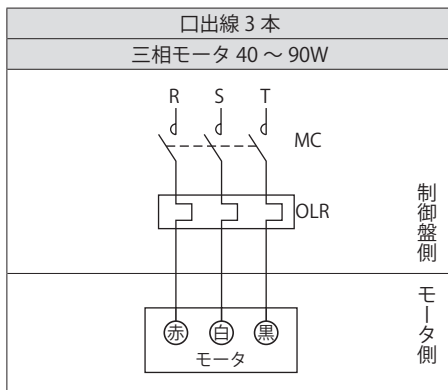 口出線 3 本
三相モータ 40 ～ 90W
R S T
MC
OLR
制御盤側
モータ側
赤 白 黒
モータ